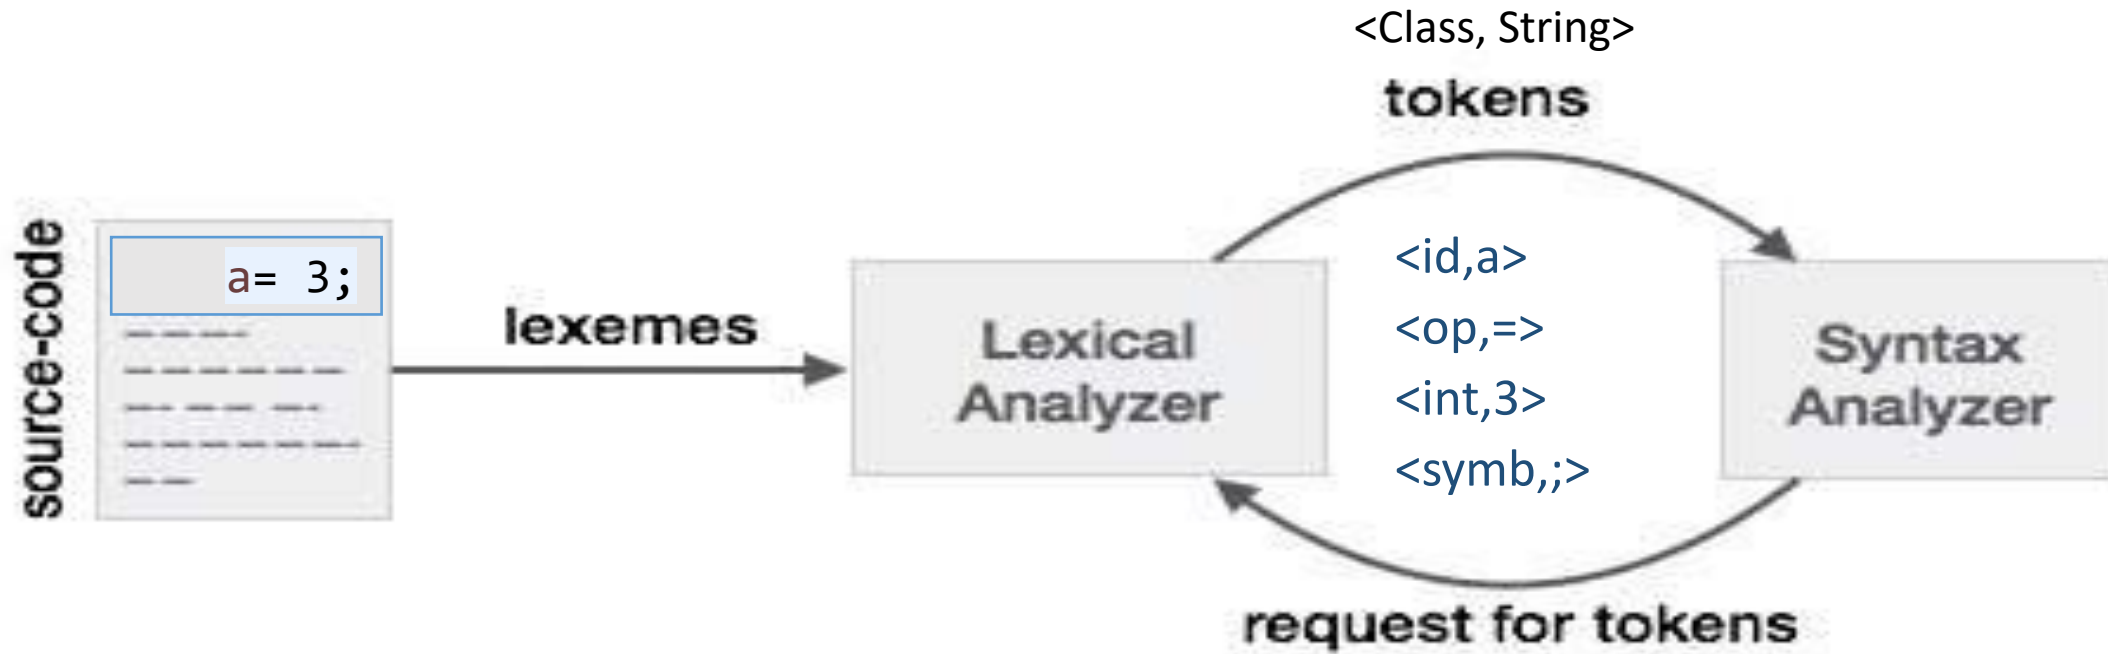 <Class, String>
tokens
source-code
a= 3;
lexemes
Lexical
Analyzer
<id,a>
<op,=>
<int,3>
<symb,;>
Syntax
Analyzer
request for tokens